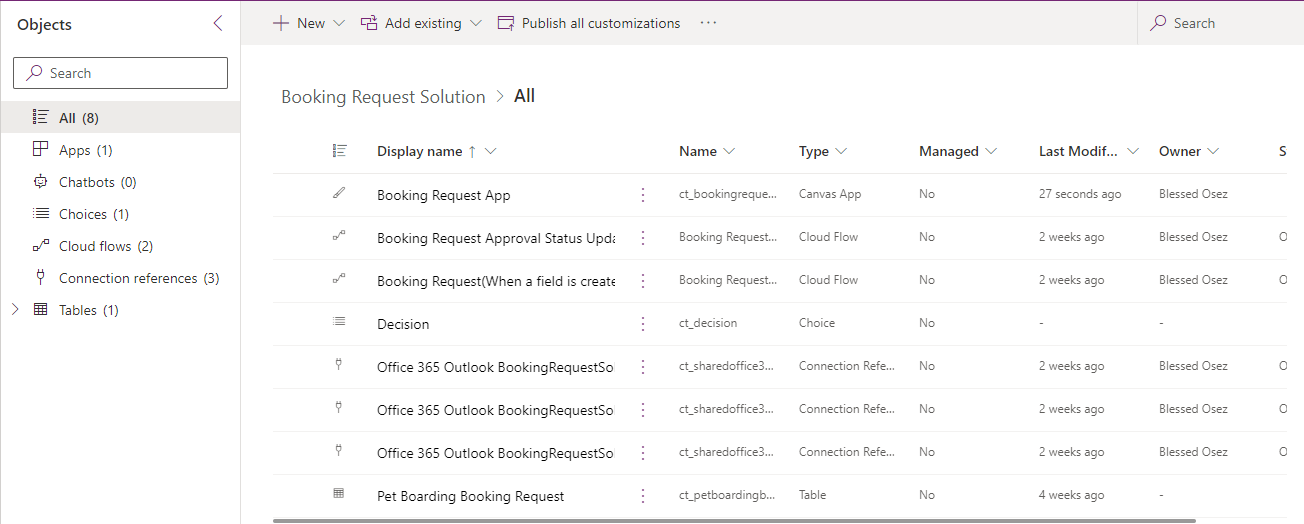 Objects
New
Add existing
Publish all customizations
Search
Search
All (8)
Apps (1)
Chatbots (0)
Choices (1)
Cloud flows (2)
Connection references (3)
Tables (1)
Booking Request Solution > All
Display name ↑ Name Type Managed Last Modif... Owner S
Booking Request App ct_bookingreque... Canvas App No 27 seconds ago Blessed Osez
Booking Request Approval Status Upda Booking Request... Cloud Flow No 2 weeks ago Blessed Osez O
Booking Request(When a field is create Booking Request... Cloud Flow No 2 weeks ago Blessed Osez O
Decision ct_decision Choice No - -
Office 365 Outlook BookingRequestSo ct_sharedoffice3... Connection Refe... No 2 weeks ago Blessed Osez O
Office 365 Outlook BookingRequestSo ct_sharedoffice3... Connection Refe... No 2 weeks ago Blessed Osez O
Office 365 Outlook BookingRequestSo ct_sharedoffice3... Connection Refe... No 2 weeks ago Blessed Osez O
Pet Boarding Booking Request ct_petboardingb... Table No 4 weeks ago -